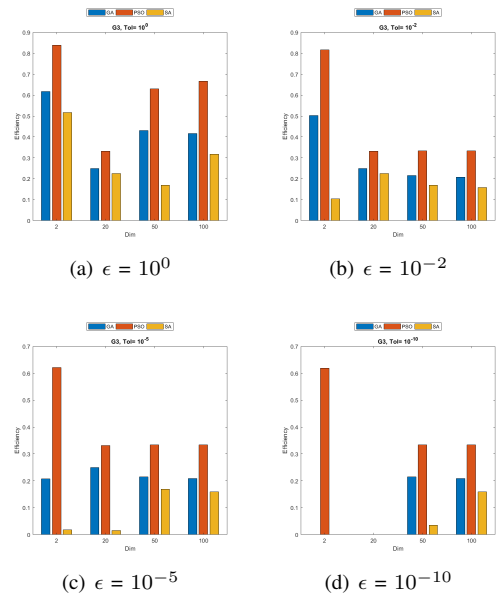 GA PSO SA
G3, Tol= 10^0
0.9
0.8
0.7
0.6
0.5
0.4
0.3
0.2
0.1
0
Efficiency
2 20 50 100
Dim
(a) ϵ = 10^0
GA PSO SA
G3, Tol= 10^-2
0.9
0.8
0.7
0.6
0.5
0.4
0.3
0.2
0.1
0
Efficiency
2 20 50 100
Dim
(b) ϵ = 10^−2
GA PSO SA
G3, Tol= 10^-5
0.7
0.6
0.5
0.4
0.3
0.2
0.1
0
Efficiency
2 20 50 100
Dim
(c) ϵ = 10^−5
GA PSO SA
G3, Tol= 10^-10
0.7
0.6
0.5
0.4
0.3
0.2
0.1
0
Efficiency
2 20 50 100
Dim
(d) ϵ = 10^−10